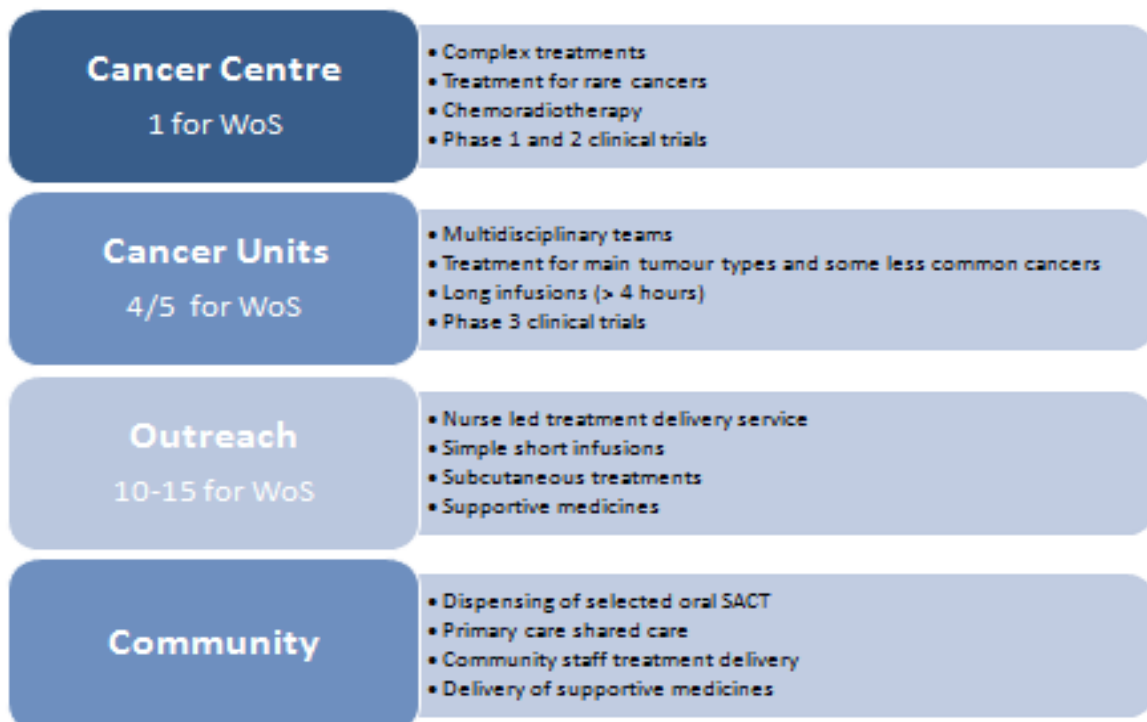 Cancer Centre
1 for WoS
• Complex treatments
• Treatment for rare cancers
• Chemoradiotherapy
• Phase 1 and 2 clinical trials
Cancer Units
4/5 for WoS
• Multidisciplinary teams
• Treatment for main tumour types and some less common cancers
• Long infusions (> 4 hours)
• Phase 3 clinical trials
Outreach
10-15 for WoS
• Nurse led treatment delivery service
• Simple short infusions
• Subcutaneous treatments
• Supportive medicines
Community
• Dispensing of selected oral SACT
• Primary care shared care
• Community staff treatment delivery
• Delivery of supportive medicines